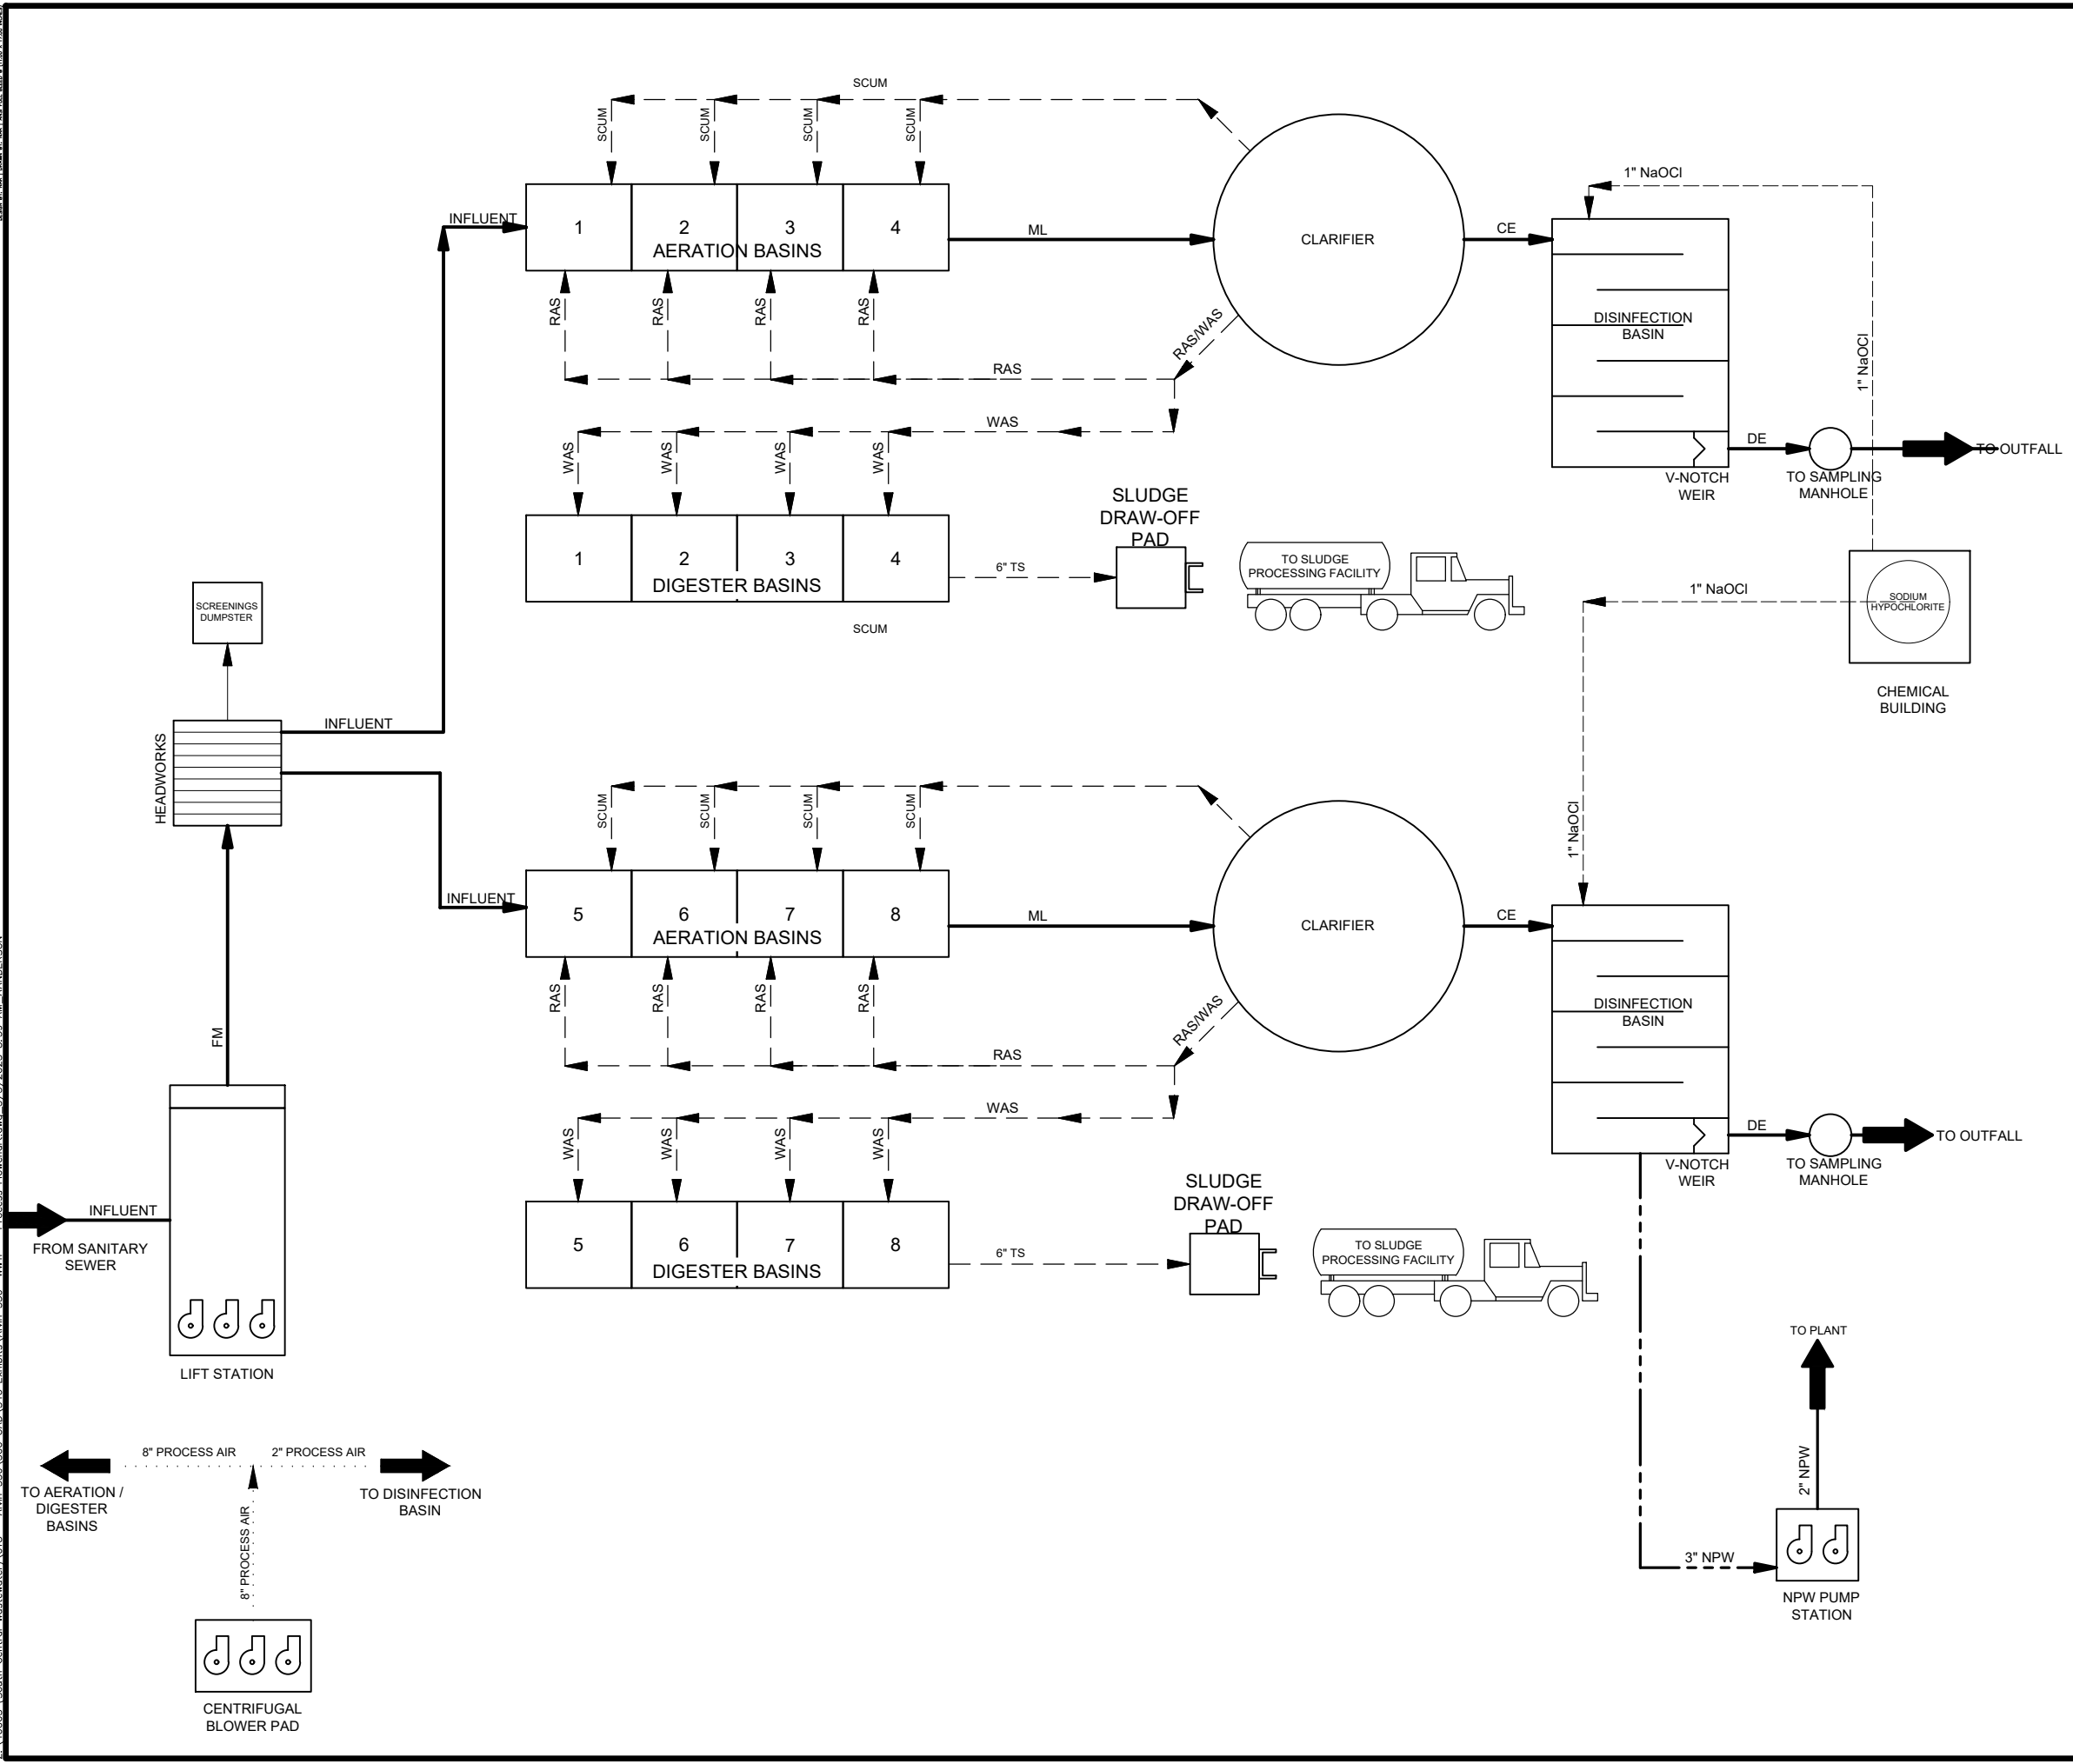 SCUM
SCUM
SCUM
SCUM
SCUM
1" NaOCl
INFLUENT
1
2
3
4
AERATION BASINS
ML
CLARIFIER
CE
DISINFECTION
BASIN
1" NaOCl
RAS
RAS
RAS
RAS
RAS/WAS
RAS
WAS
WAS
WAS
WAS
WAS
DE
TO OUTFALL
V-NOTCH
WEIR
TO SAMPLING
MANHOLE
SLUDGE
DRAW-OFF
PAD
1
2
3
4
DIGESTER BASINS
6" TS
TO SLUDGE
PROCESSING FACILITY
SCUM
1" NaOCl
SODIUM
HYPOCHLORITE
CHEMICAL
BUILDING
SCREENINGS
DUMPSTER
HEADWORKS
INFLUENT
SCUM
SCUM
SCUM
SCUM
1" NaOCl
INFLUENT
5
6
7
8
AERATION BASINS
ML
CLARIFIER
CE
DISINFECTION
BASIN
RAS
RAS
RAS
RAS
RAS/WAS
RAS
FM
WAS
WAS
WAS
WAS
WAS
DE
TO OUTFALL
V-NOTCH
WEIR
TO SAMPLING
MANHOLE
SLUDGE
DRAW-OFF
PAD
INFLUENT
FROM SANITARY
SEWER
5
6
7
8
DIGESTER BASINS
6" TS
TO SLUDGE
PROCESSING FACILITY
LIFT STATION
TO PLANT
2" NPW
3" NPW
NPW PUMP
STATION
8" PROCESS AIR
2" PROCESS AIR
TO AERATION /
DIGESTER
BASINS
TO DISINFECTION
BASIN
8" PROCESS AIR
CENTRIFUGAL
BLOWER PAD